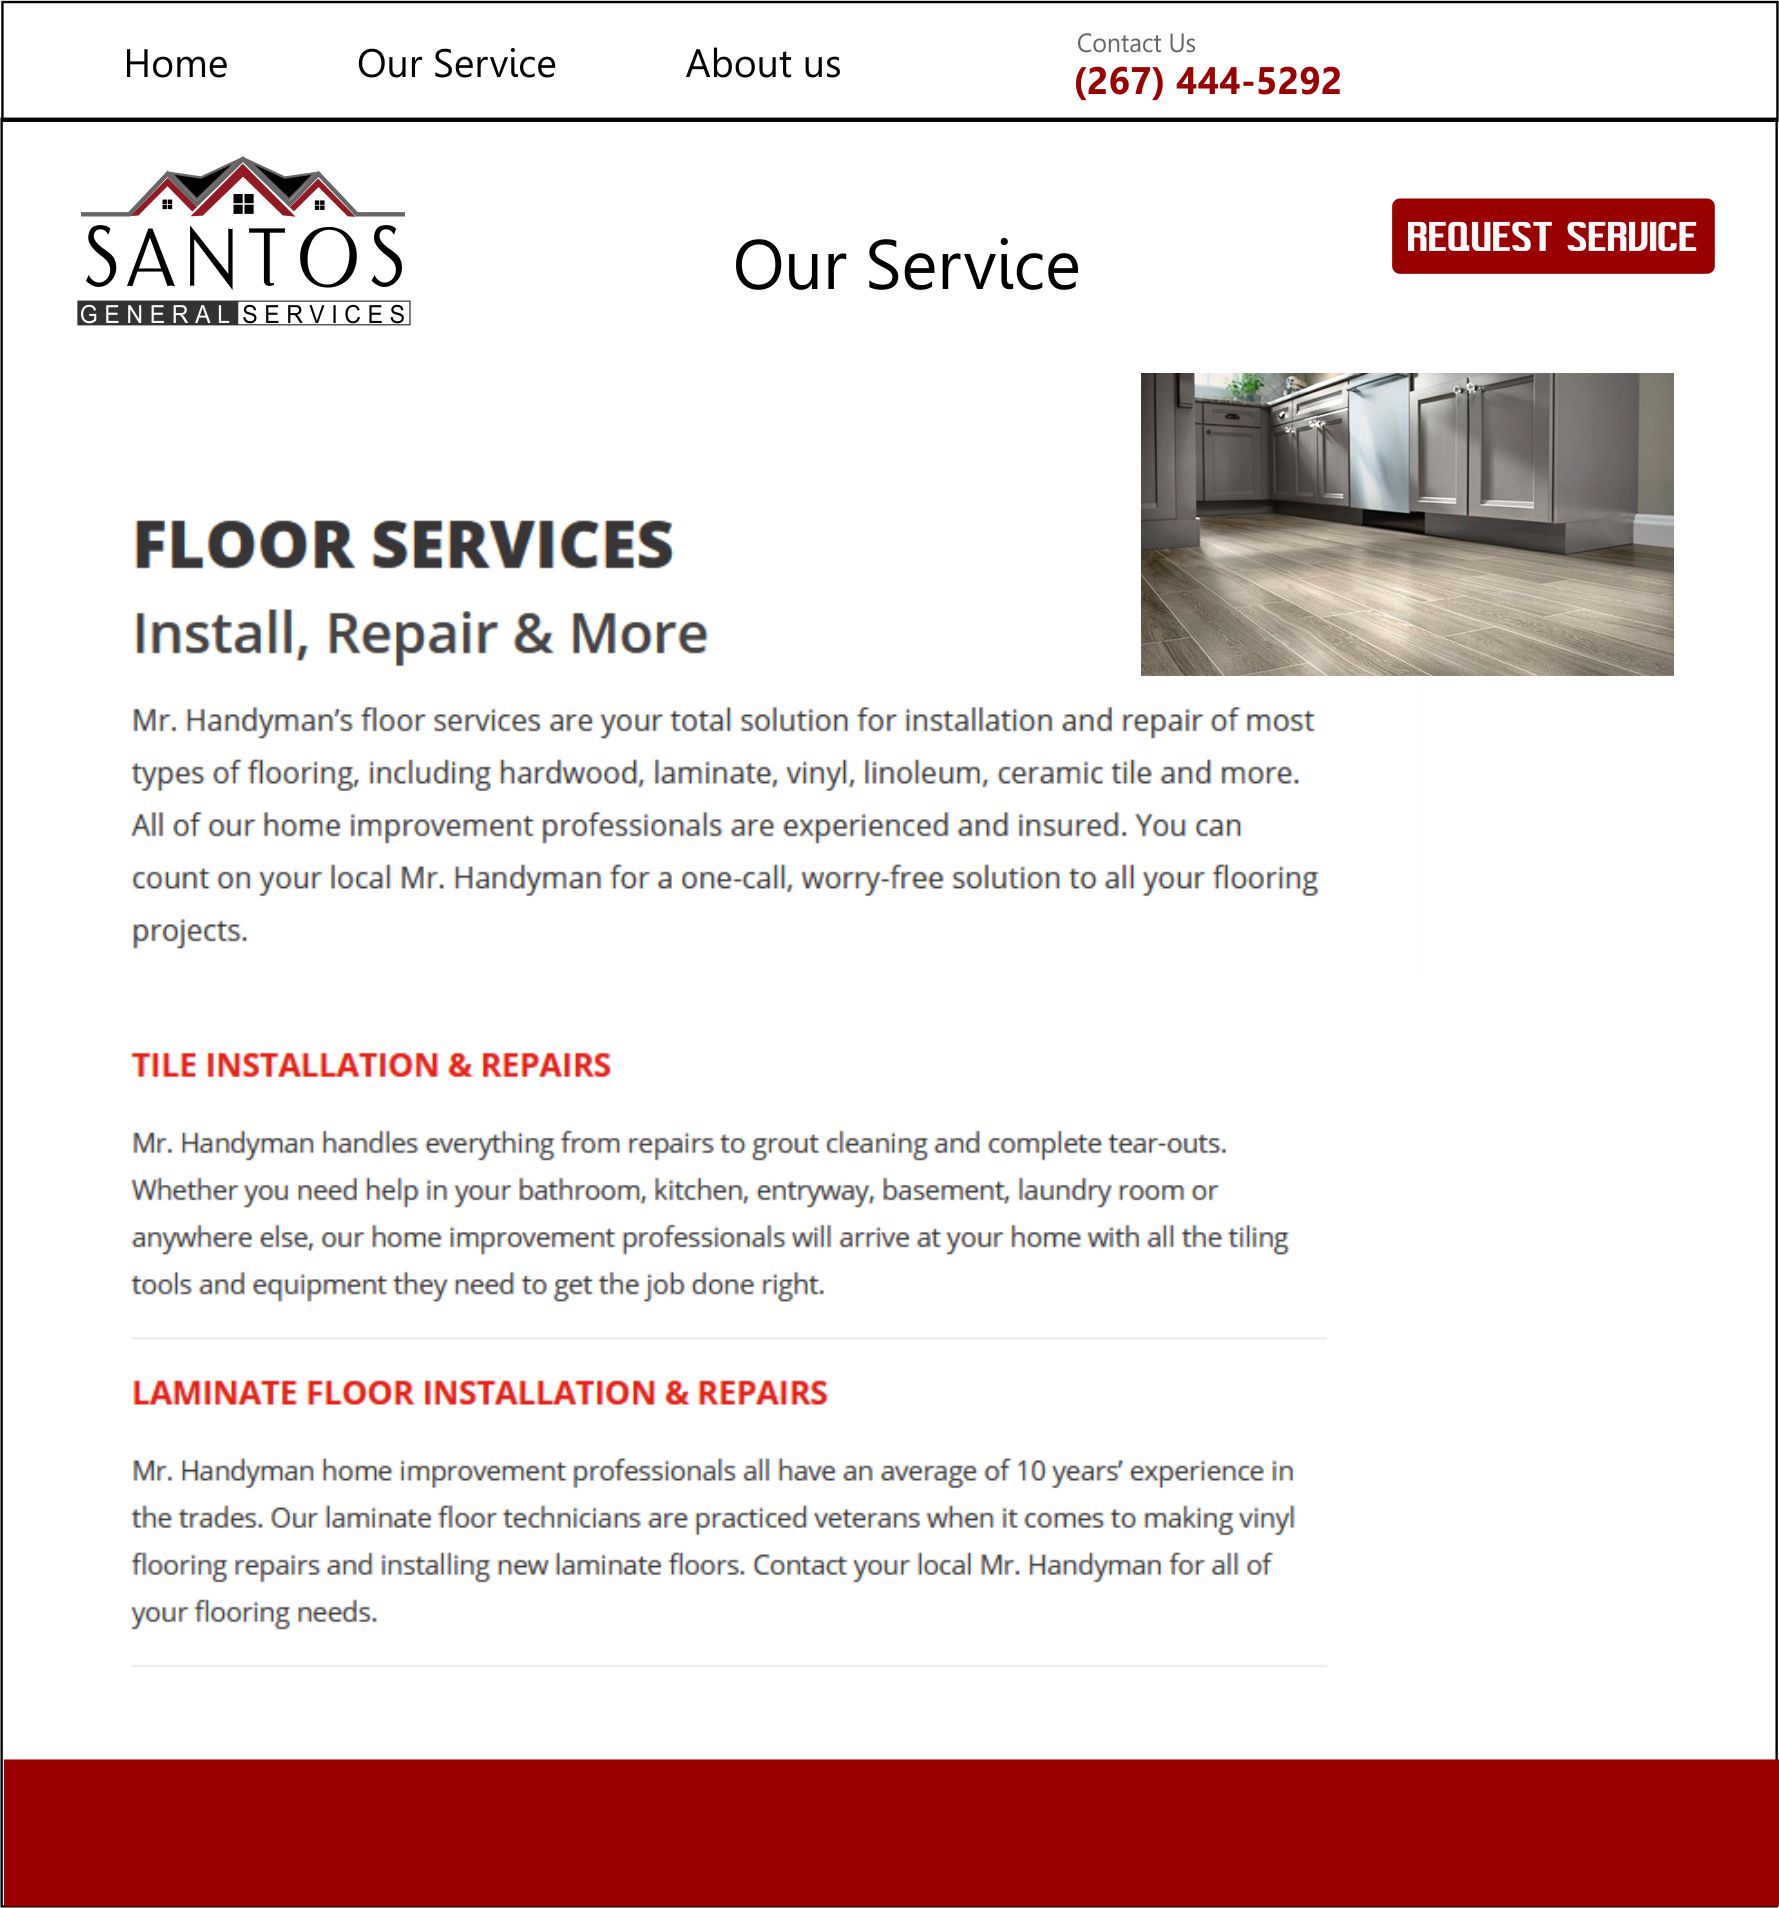 Home
Our Service
About us
Contact Us
(267) 444-5292
SANTOS
GENERAL SERVICES
Our Service
REQUEST SERVICE
FLOOR SERVICES
Install, Repair & More
Mr. Handyman’s floor services are your total solution for installation and repair of most
types of flooring, including hardwood, laminate, vinyl, linoleum, ceramic tile and more.
All of our home improvement professionals are experienced and insured. You can
count on your local Mr. Handyman for a one-call, worry-free solution to all your flooring
projects.
TILE INSTALLATION & REPAIRS
Mr. Handyman handles everything from repairs to grout cleaning and complete tear-outs.
Whether you need help in your bathroom, kitchen, entryway, basement, laundry room or
anywhere else, our home improvement professionals will arrive at your home with all the tiling
tools and equipment they need to get the job done right.
LAMINATE FLOOR INSTALLATION & REPAIRS
Mr. Handyman home improvement professionals all have an average of 10 years’ experience in
the trades. Our laminate floor technicians are practiced veterans when it comes to making vinyl
flooring repairs and installing new laminate floors. Contact your local Mr. Handyman for all of
your flooring needs.